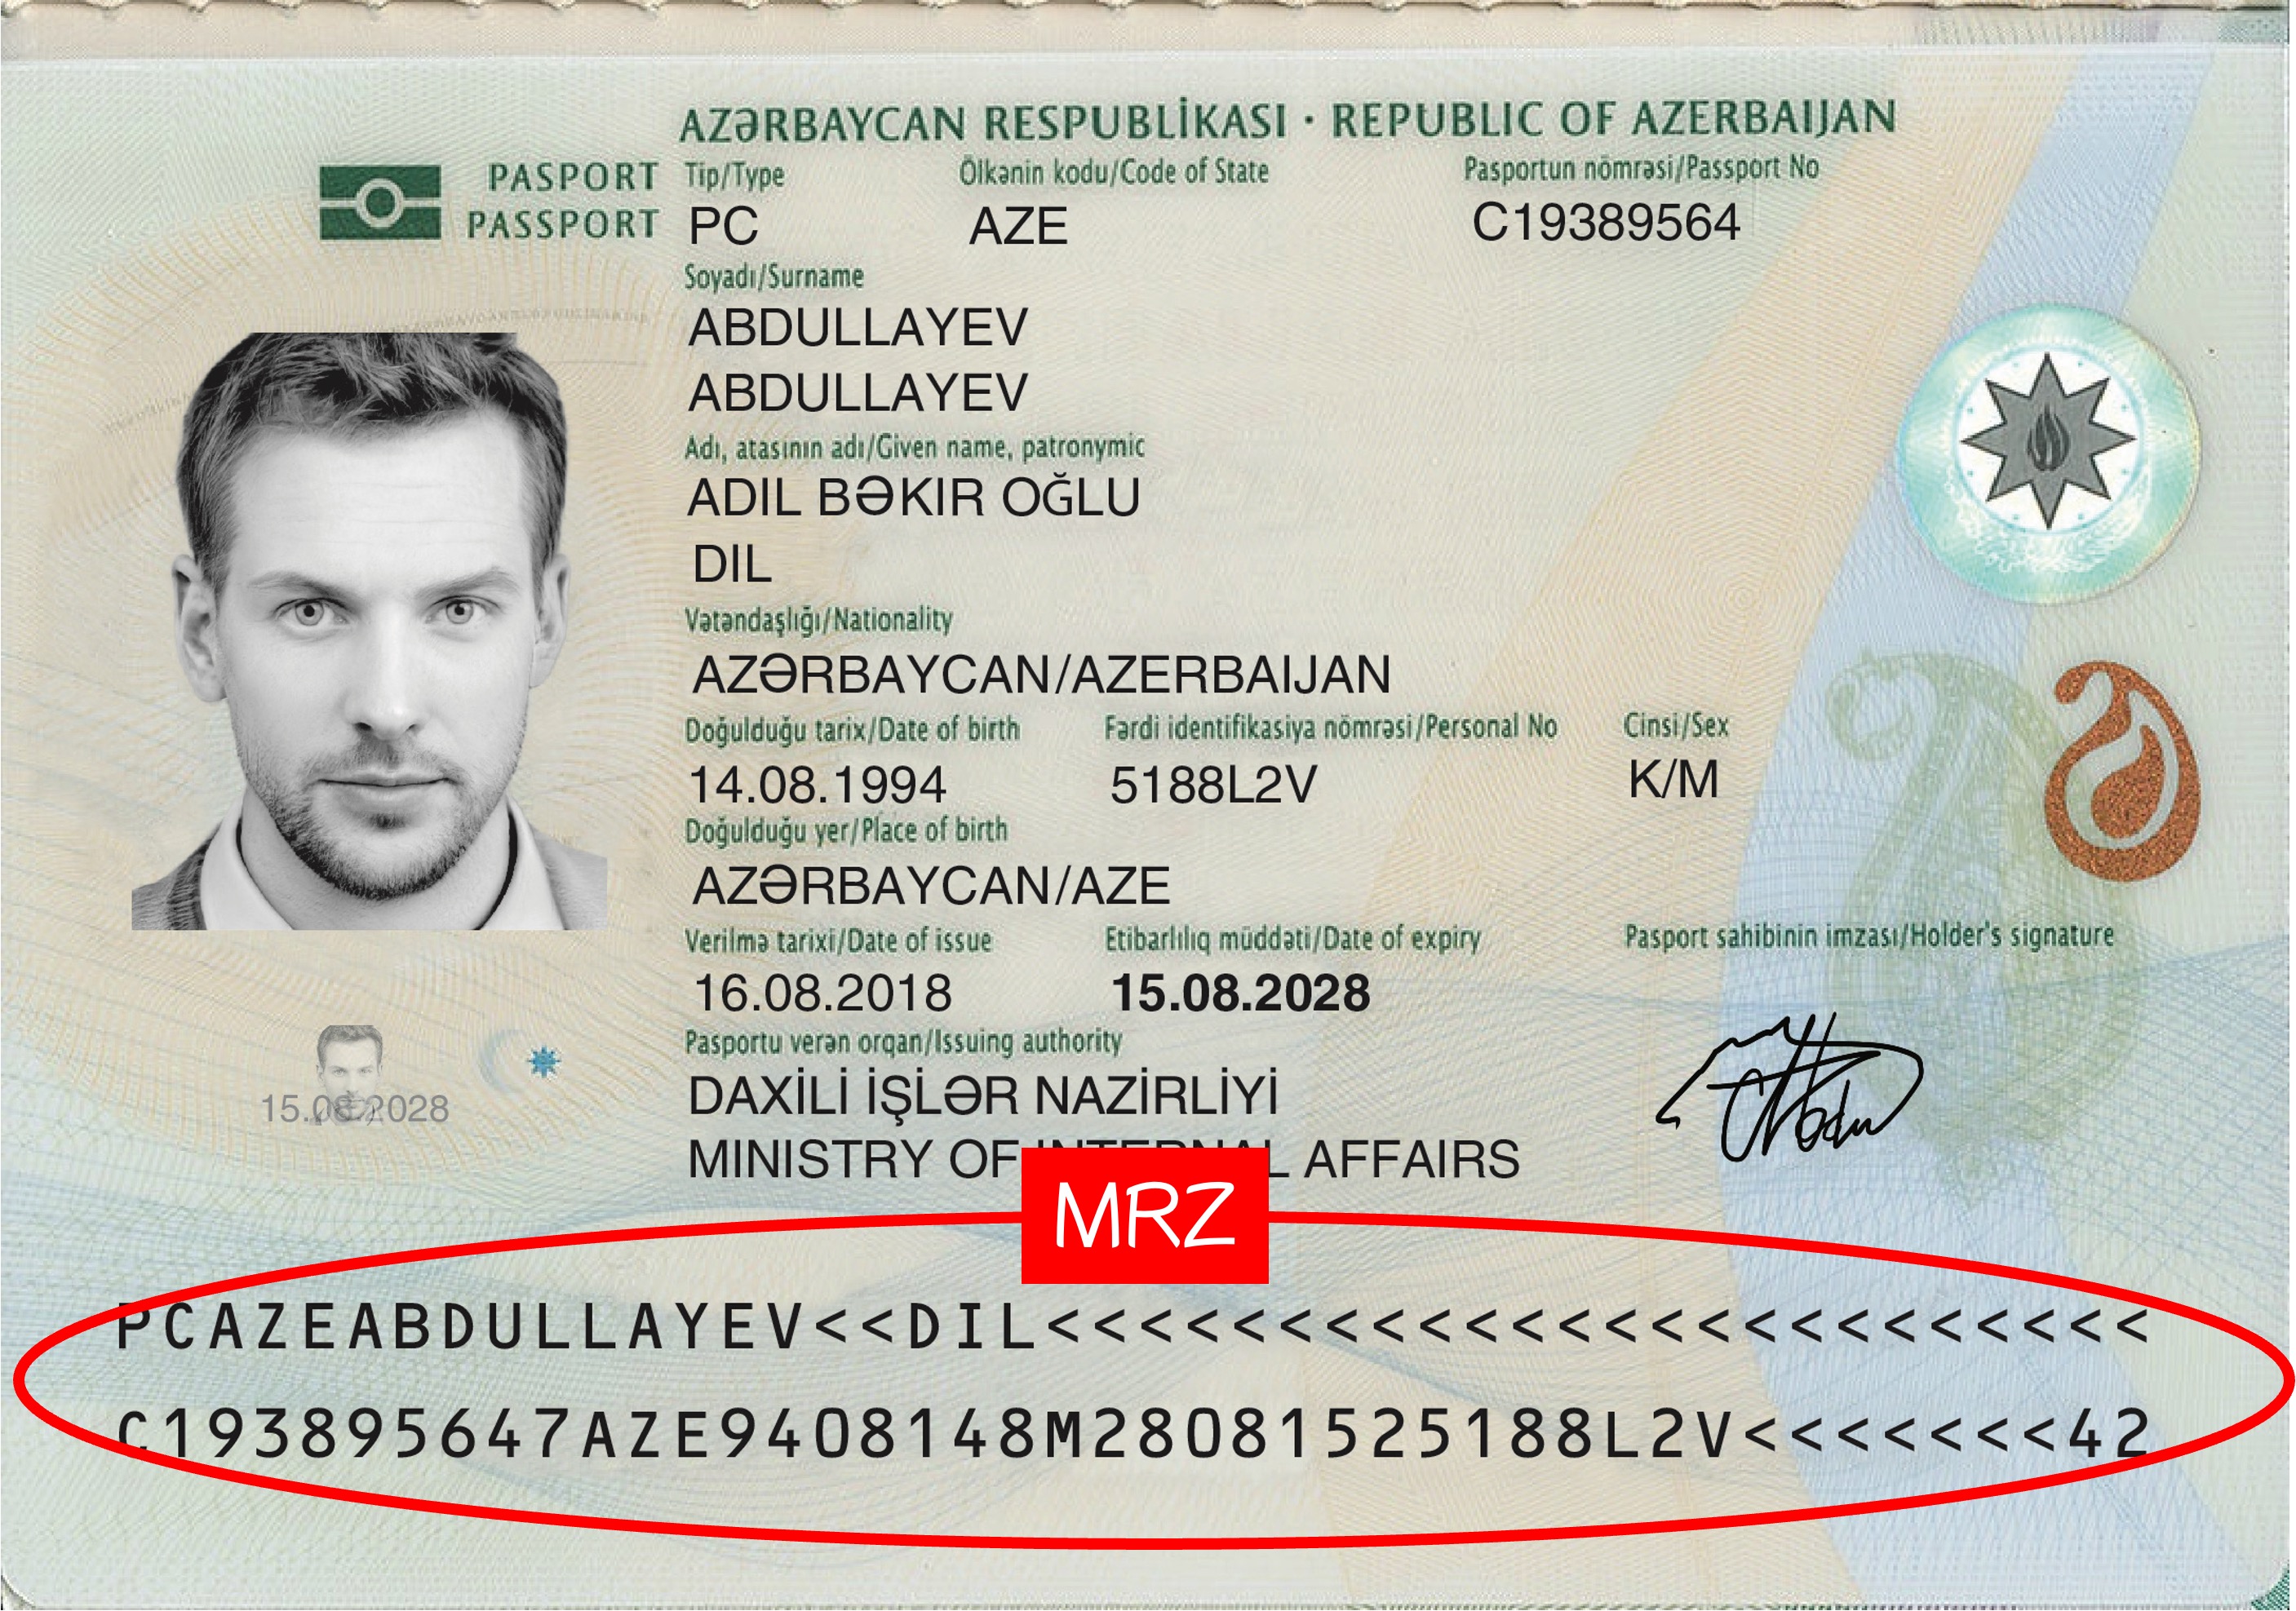 AZƏRBAYCAN RESPUBLİKASI · REPUBLIC OF AZERBAIJAN
PASPORT
PASSPORT
Tip/Type Ölkənin kodu/Code of State Pasportun nömrəsi/Passport No
PC AZE C19389564
Soyadı/Surname
ABDULLAYEV
ABDULLAYEV
Adı, atasının adı/Given name, patronymic
ADIL BƏKIR OĞLU
DIL
Vətəndaşlığı/Nationality
AZƏRBAYCAN/AZERBAIJAN
Doğulduğu tarix/Date of birth Fərdi identifikasiya nömrəsi/Personal No Cinsi/Sex
14.08.1994 5188L2V K/M
Doğulduğu yer/Place of birth
AZƏRBAYCAN/AZE
Verilmə tarixi/Date of issue Etibarlılıq müddəti/Date of expiry Pasport sahibinin imzası/Holder's signature
16.08.2018 15.08.2028
15.08.2028
Pasportu verən orqan/Issuing authority
DAXİLİ İŞLƏR NAZİRLİYİ
MINISTRY OF INTERNAL AFFAIRS
MRZ
PCAZEABDULLAYEV<<DIL<<<<<<<<<<<<<<<<<<<<<<<<
C193895647AZE9408148M28081525188L2V<<<<<<<42